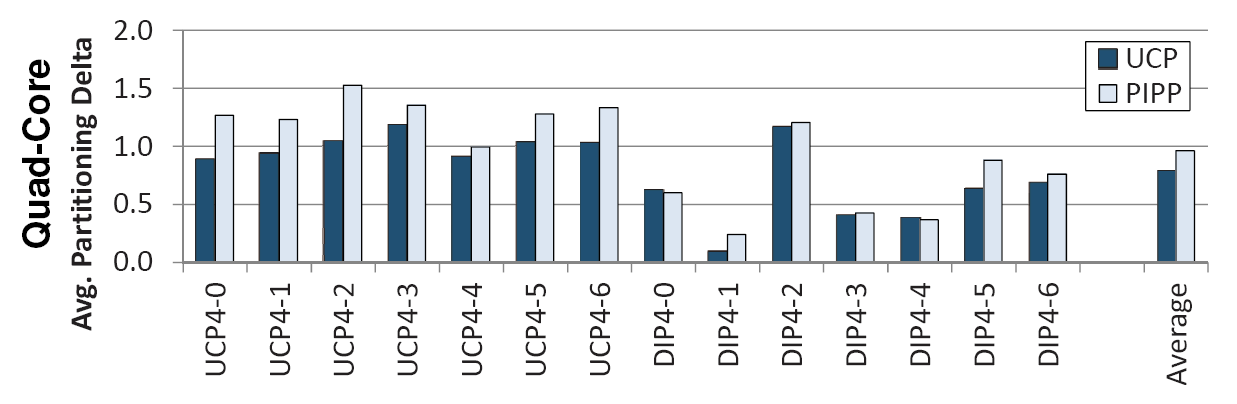 Quad-Core
Avg. Partitioning Delta
2.0
1.5
1.0
0.5
0.0
UCP
PIPP
UCP4-0
UCP4-1
UCP4-2
UCP4-3
UCP4-4
UCP4-5
UCP4-6
DIP4-0
DIP4-1
DIP4-2
DIP4-3
DIP4-4
DIP4-5
DIP4-6
Average